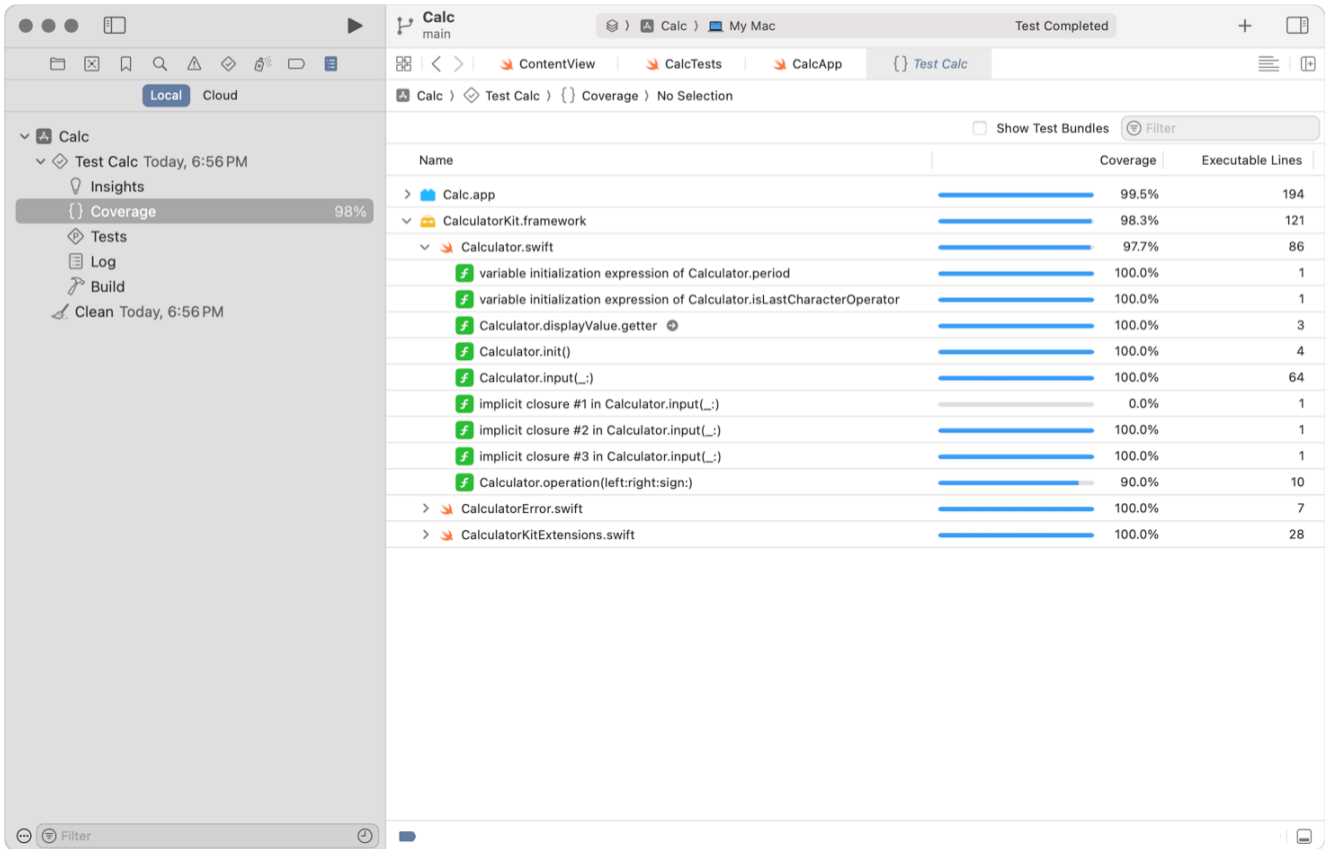 Calc
main
Calc
My Mac
Test Completed
ContentView
CalcTests
CalcApp
{} Test Calc
Local Cloud
Calc Test Calc {} Coverage No Selection
Show Test Bundles Filter
Name Coverage Executable Lines
Calc
Test Calc Today, 6:56 PM
Insights
{} Coverage 98%
Tests
Log
Build
Clean Today, 6:56 PM
Calc.app 99.5% 194
CalculatorKit.framework 98.3% 121
Calculator.swift 97.7% 86
f variable initialization expression of Calculator.period 100.0% 1
f variable initialization expression of Calculator.isLastCharacterOperator 100.0% 1
f Calculator.displayValue.getter 100.0% 3
f Calculator.init() 100.0% 4
f Calculator.input(_:) 100.0% 64
f implicit closure #1 in Calculator.input(_:) 0.0% 1
f implicit closure #2 in Calculator.input(_:) 100.0% 1
f implicit closure #3 in Calculator.input(_:) 100.0% 1
f Calculator.operation(left:right:sign:) 90.0% 10
CalculatorError.swift 100.0% 7
CalculatorKitExtensions.swift 100.0% 28
Filter